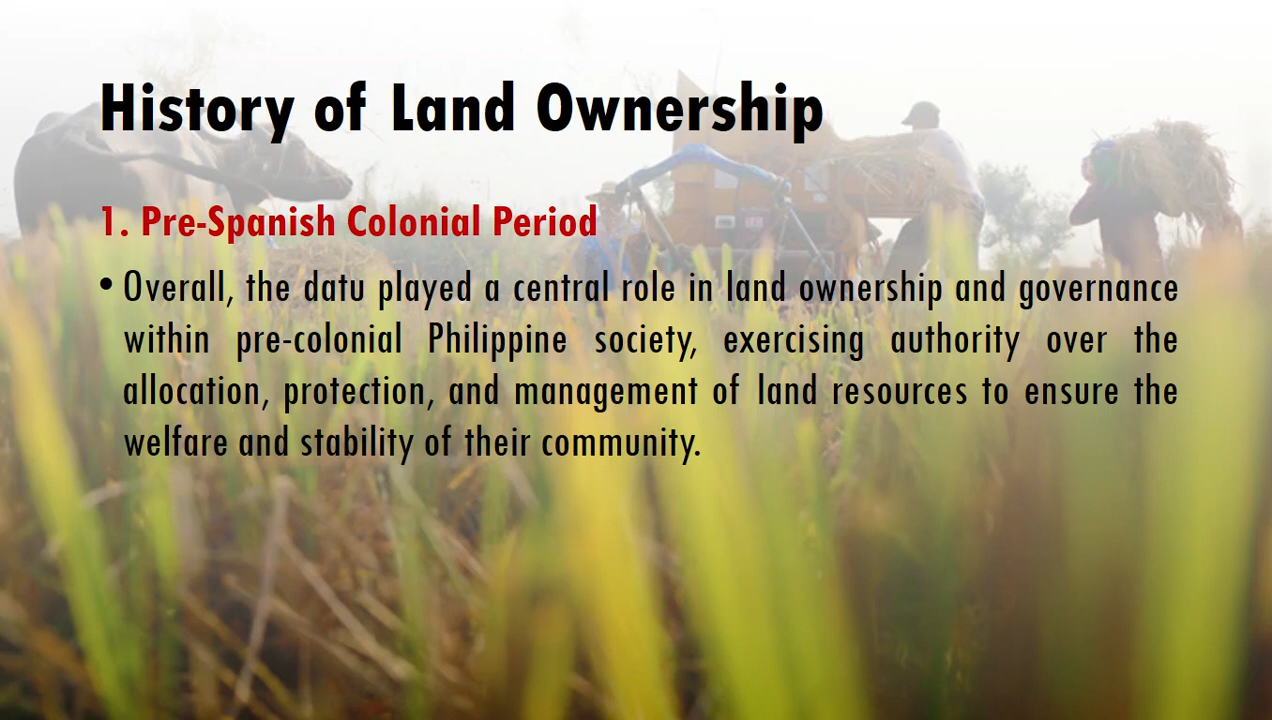 History of Land Ownership
1. Pre-Spanish Colonial Period
• Overall, the datu played a central role in land ownership and governance
within pre-colonial Philippine society, exercising authority over the
allocation, protection, and management of land resources to ensure the
welfare and stability of their community.